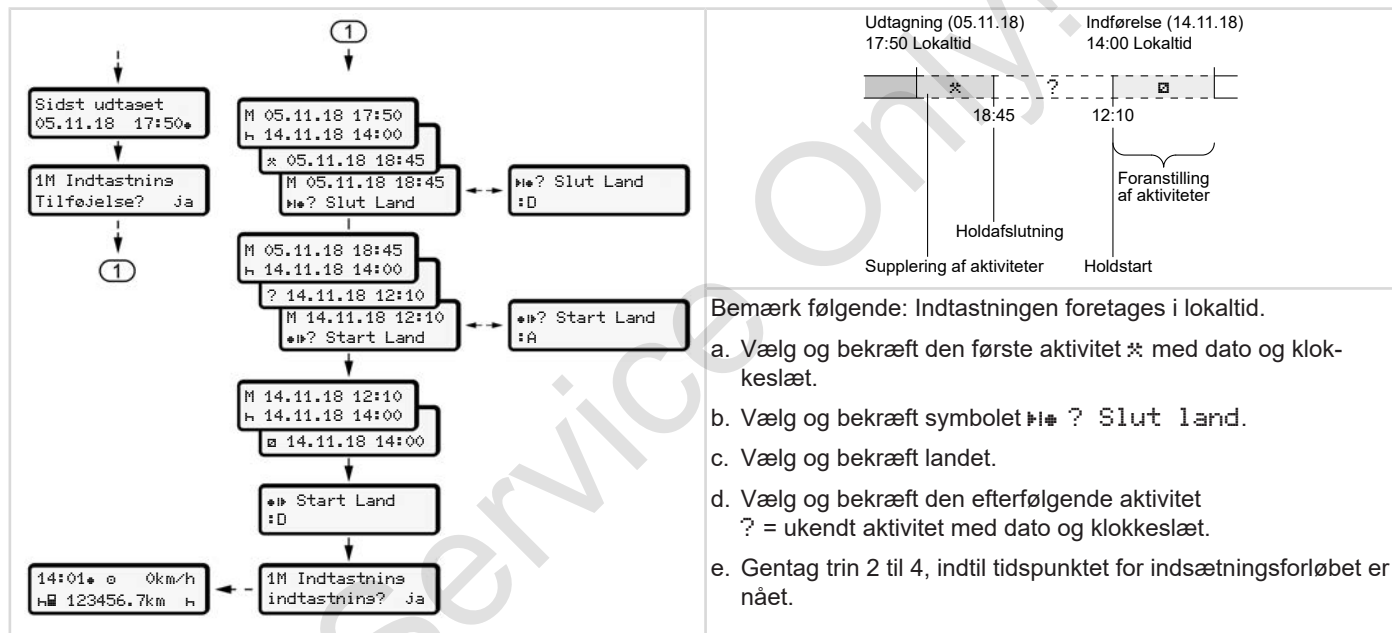 1
Sidst udtaget
05.11.18 17:50
1M Indtastning
Tilføjelse? ja
1
M 05.11.18 17:50
14.11.18 14:00
05.11.18 18:45
M 05.11.18 18:45
? Slut Land
? Slut Land
:D
M 05.11.18 18:45
14.11.18 14:00
? 14.11.18 12:10
M 14.11.18 12:10
? Start Land
? Start Land
:A
M 14.11.18 12:10
14.11.18 14:00
14.11.18 14:00
Start Land
:D
1M Indtastning
indtastning? ja
14:01 0km/h
123456.7km
Udtagning (05.11.18)
17:50 Lokaltid
Indførelse (14.11.18)
14:00 Lokaltid
?
18:45
12:10
Foranstilling
af aktiviteter
Holdafslutning
Supplering af aktiviteter
Holdstart
Bemærk følgende: Indtastningen foretages i lokaltid.
a. Vælg og bekræft den første aktivitet med dato og klok-
keslæt.
b. Vælg og bekræft symbolet ? Slut land.
c. Vælg og bekræft landet.
d. Vælg og bekræft den efterfølgende aktivitet
? = ukendt aktivitet med dato og klokkeslæt.
e. Gentag trin 2 til 4, indtil tidspunktet for indsætningsforløbet er
nået.
Service Only!